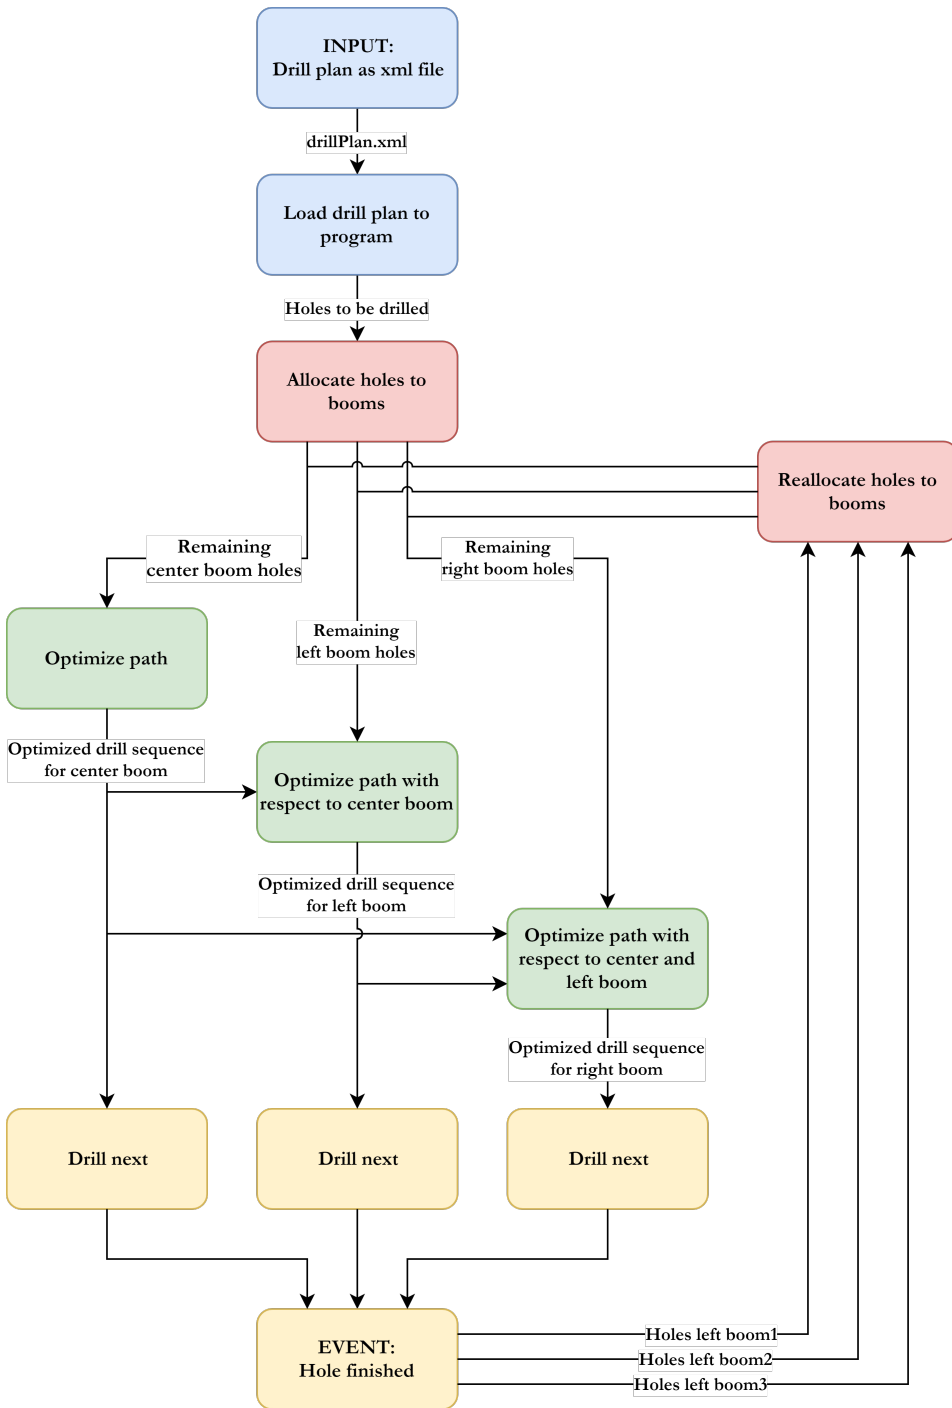 INPUT:
Drill plan as xml file
drillPlan.xml
Load drill plan to
program
Holes to be drilled
Allocate holes to
booms
Reallocate holes to
booms
Remaining
center boom holes
Remaining
right boom holes
Remaining
left boom holes
Optimize path
Optimized drill sequence
for center boom
Optimize path with
respect to center boom
Optimized drill sequence
for left boom
Optimize path with
respect to center and
left boom
Optimized drill sequence
for right boom
Drill next
Drill next
Drill next
EVENT:
Hole finished
Holes left boom1
Holes left boom2
Holes left boom3